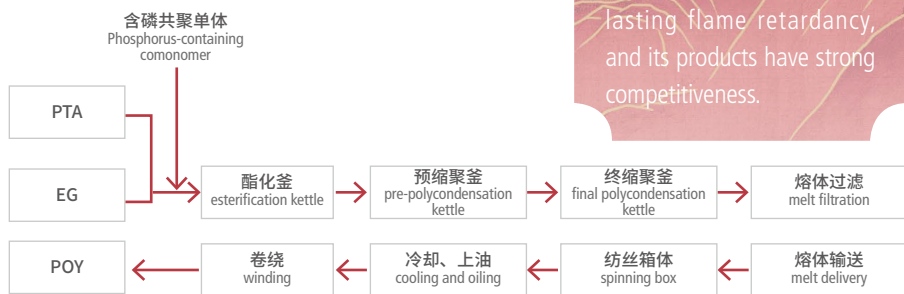 含磷共聚单体
Phosphorus-containing
comonomer
lasting flame retardancy,
and its products have strong
competitiveness.
PTA
EG
酯化釜
esterification kettle
预缩聚釜
pre-polycondensation
kettle
终缩聚釜
final polycondensation
kettle
熔体过滤
melt filtration
POY
卷绕
winding
冷却、上油
cooling and oiling
纺丝箱体
spinning box
熔体输送
melt delivery